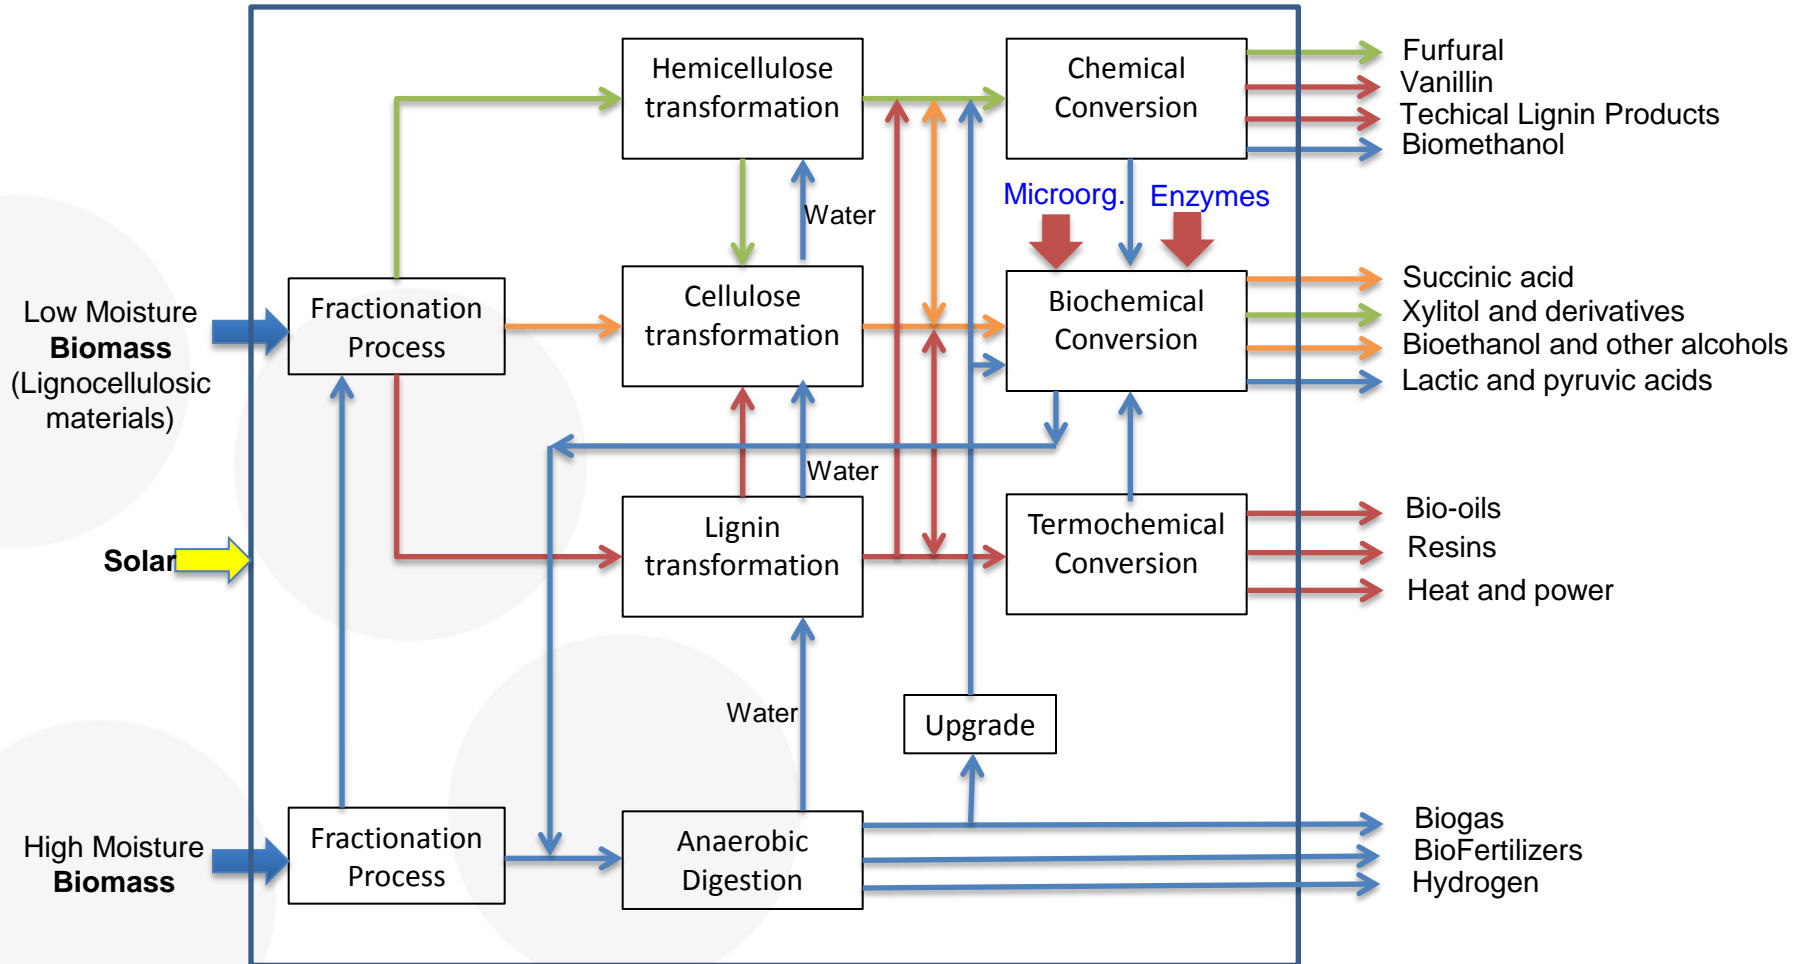 Hemicellulose
transformation
Chemical
Conversion
Furfural
Vanillin
Techical Lignin Products
Biomethanol
Microorg.
Enzymes
Water
Low Moisture
Biomass
(Lignocellulosic
materials)
Fractionation
Process
Cellulose
transformation
Biochemical
Conversion
Succinic acid
Xylitol and derivatives
Bioethanol and other alcohols
Lactic and pyruvic acids
Water
Solar
Lignin
transformation
Termochemical
Conversion
Bio-oils
Resins
Heat and power
Water
Upgrade
High Moisture
Biomass
Fractionation
Process
Anaerobic
Digestion
Biogas
BioFertilizers
Hydrogen